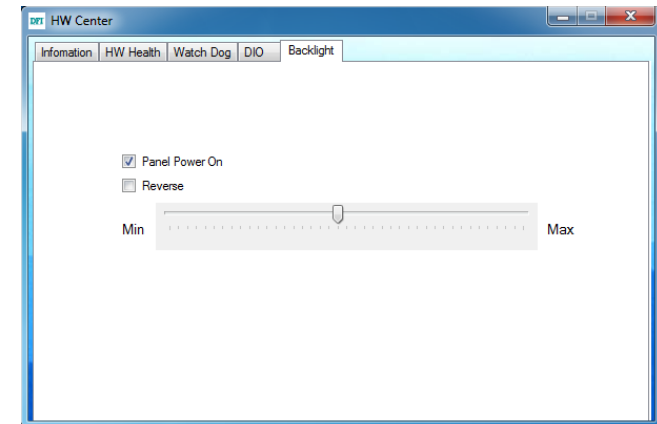 DFI HW Center
Infomation HW Health Watch Dog DIO Backlight
Panel Power On
Reverse
Min Max